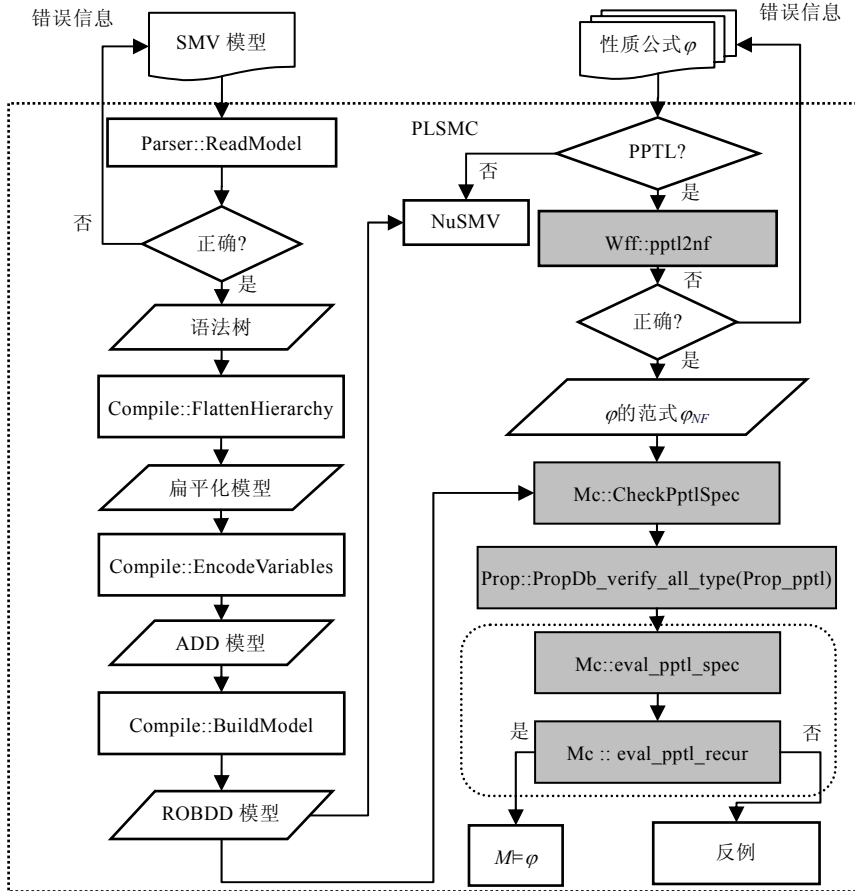 错误信息
SMV 模型
Parser::ReadModel
否
正确?
是
语法树
Compile::FlattenHierarchy
扁平化模型
Compile::EncodeVariables
ADD 模型
Compile::BuildModel
ROBDD 模型
错误信息
性质公式φ
PLSMC
PPTL?
否
是
NuSMV
Wff::pptl2nf
否
正确?
是
φ的范式φNF
Mc::CheckPptlSpec
Prop::PropDb_verify_all_type(Prop_pptl)
Mc::eval_pptl_spec
是
否
Mc :: eval_pptl_recur
M⊨φ
反例